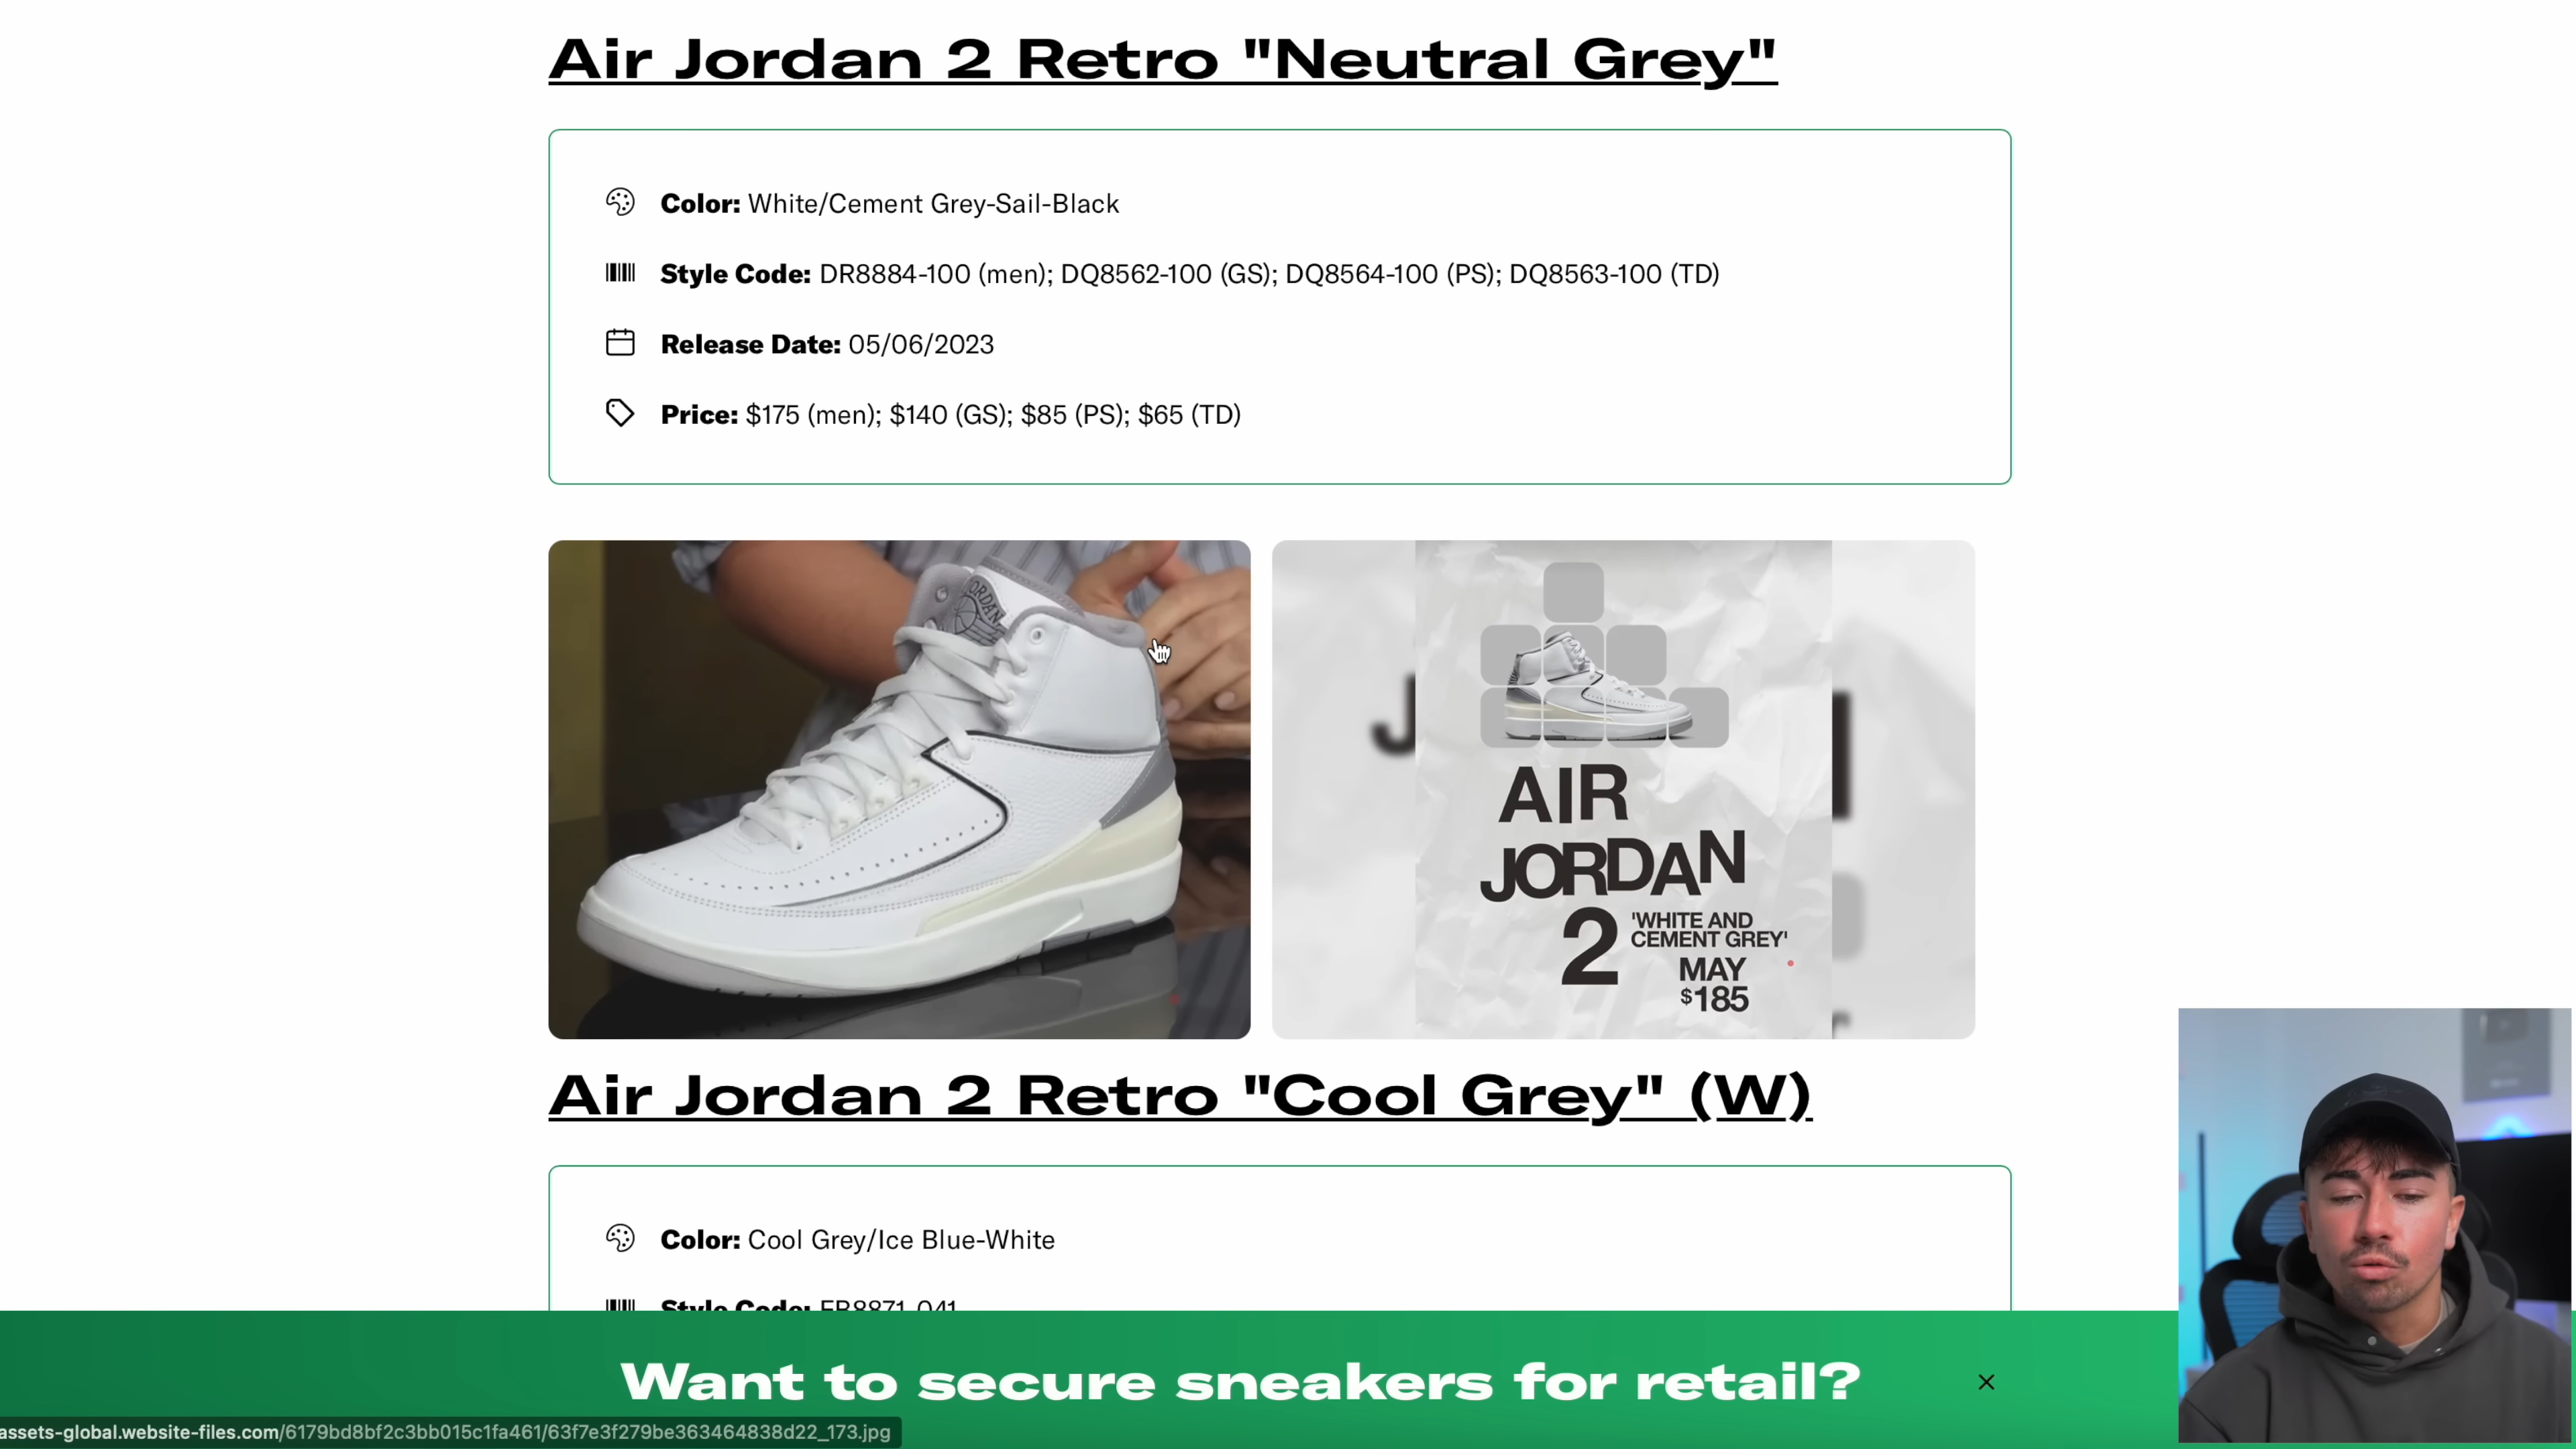 Air Jordan 2 Retro "Neutral Grey"
Color: White/Cement Grey-Sail-Black
Style Code: DR8884-100 (men); DQ8562-100 (GS); DQ8564-100 (PS); DQ8563-100 (TD)
Release Date: 05/06/2023
Price: $175 (men); $140 (GS); $85 (PS); $65 (TD)
JORDAN
AIR
JORDAN
2 'WHITE AND
CEMENT GREY'
MAY
$185
Air Jordan 2 Retro "Cool Grey" (W)
Color: Cool Grey/Ice Blue-White
Style Code: FB8871-041
Want to secure sneakers for retail?
assets-global.website-files.com/6179bd8bf2c3bb015c1fa461/63f7e3f279be363464838d22_173.jpg